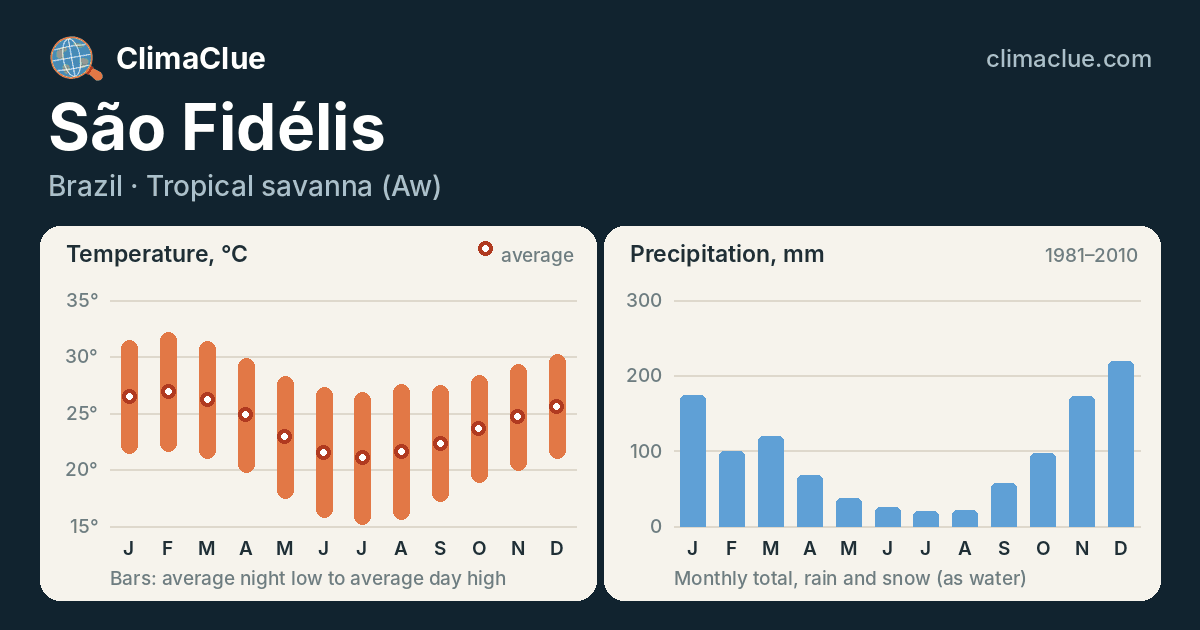 ClimaClue
climaclue.com
São Fidélis
Brazil · Tropical savanna (Aw)
Temperature, °C
average
35°
30°
25°
20°
15°
J F M A M J J A S O N D
Bars: average night low to average day high
Precipitation, mm
1981–2010
300
200
100
0
J F M A M J J A S O N D
Monthly total, rain and snow (as water)